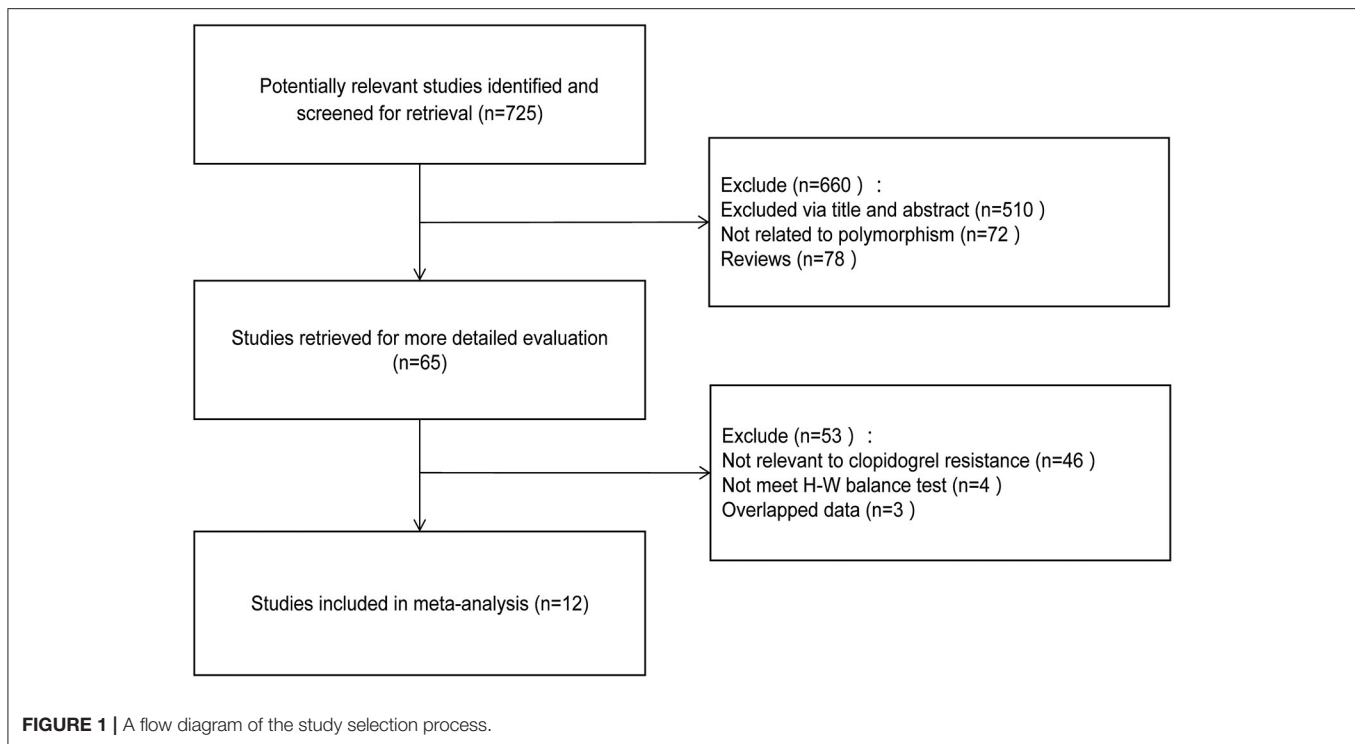 Potentially relevant studies identified and
screened for retrieval (n=725)
Exclude (n=660 ) :
Excluded via title and abstract (n=510 )
Not related to polymorphism (n=72 )
Reviews (n=78 )
Studies retrieved for more detailed evaluation
(n=65)
Exclude (n=53 ) :
Not relevant to clopidogrel resistance (n=46 )
Not meet H-W balance test (n=4 )
Overlapped data (n=3 )
Studies included in meta-analysis (n=12)
FIGURE 1 | A flow diagram of the study selection process.